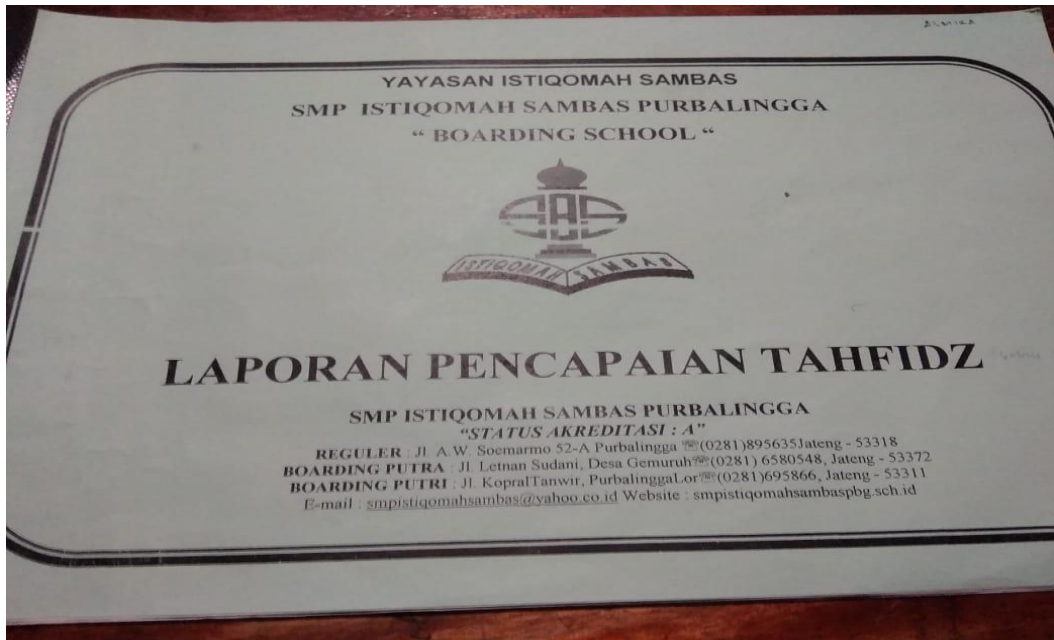 YAYASAN ISTIQOMAH SAMBAS
SMP ISTIQOMAH SAMBAS PURBALINGGA
“ BOARDING SCHOOL “
SAS
ISTIQOMAH SAMBAS
LAPORAN PENCAPAIAN TAHFIDZ
SMP ISTIQOMAH SAMBAS PURBALINGGA
“STATUS AKREDITASI : A”
REGULER : Jl. A.W. Soemarmo 52-A Purbalingga ☏(0281)895635Jateng - 53318
BOARDING PUTRA : Jl. Letnan Sudani, Desa Gemuruh☏(0281) 6580548, Jateng - 53372
BOARDING PUTRI : Jl. KopralTanwir, PurbalinggaLor☏(0281)695866, Jateng - 53311
E-mail : smpistiqomahsambas@yahoo.co.id Website : smpistiqomahsambaspbg.sch.id